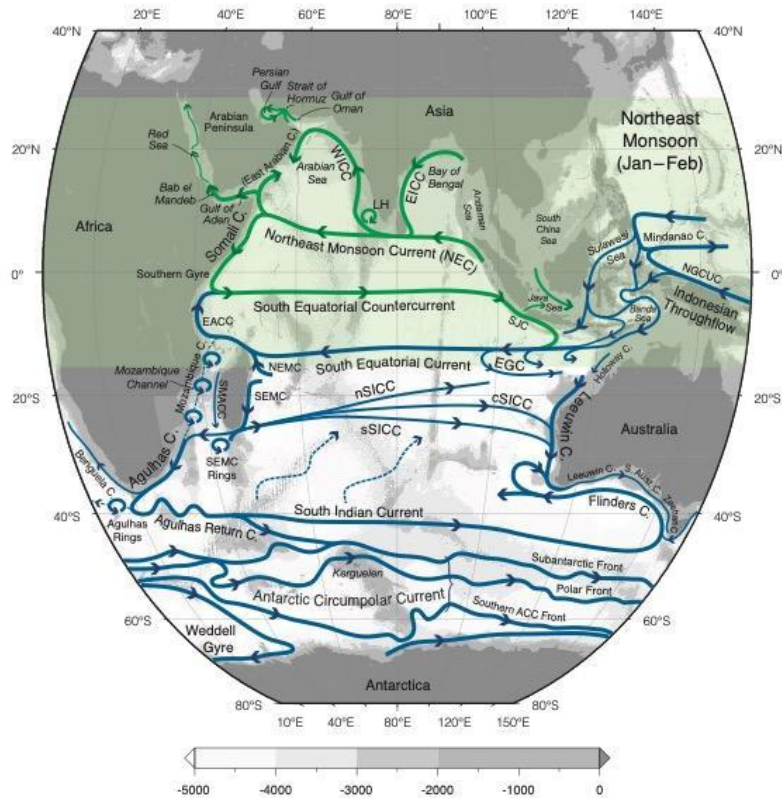 20°E
40°E
60°E
80°E
100°E
120°E
140°E
40°N
40°N
Persian
Gulf
Strait of
Hormuz
Gulf of
Oman
Arabian
Peninsula
Asia
Northeast
Monsoon
(Jan–Feb)
20°N
20°N
Red
Sea
(East Arabian C.)
Arabian
Sea
WICC
EICC
Bay of
Bengal
Bab el
Mandeb
Gulf of
Aden
LH
Andaman
Sea
South
China
Sea
Africa
Somali C.
Northeast Monsoon Current (NEC)
Sulawesi
Sea
Mindanao C.
0°
0°
Southern Gyre
NGCUC
South Equatorial Countercurrent
Java
Sea
Banda
Sea
Indonesian
Throughflow
EACC
SJC
NEMC
South Equatorial Current
EGC
Holloway C.
Mozambique
Channel
Mozambique C.
SMACC
SEMC
nSICC
cSICC
sSICC
Leeuwin C.
20°S
20°S
Australia
Agulhas C.
SEMC
Rings
Benguela C.
Leeuwin C.
S. Aust. C.
Zeehan C.
Flinders C.
40°S
40°S
Agulhas
Rings
Agulhas Return C.
South Indian Current
Subantarctic Front
Kerguelen
Polar Front
Antarctic Circumpolar Current
Southern ACC Front
60°S
60°S
Weddell
Gyre
Antarctica
80°S
80°S
10°E
40°E
80°E
120°E
150°E
-5000
-4000
-3000
-2000
-1000
0